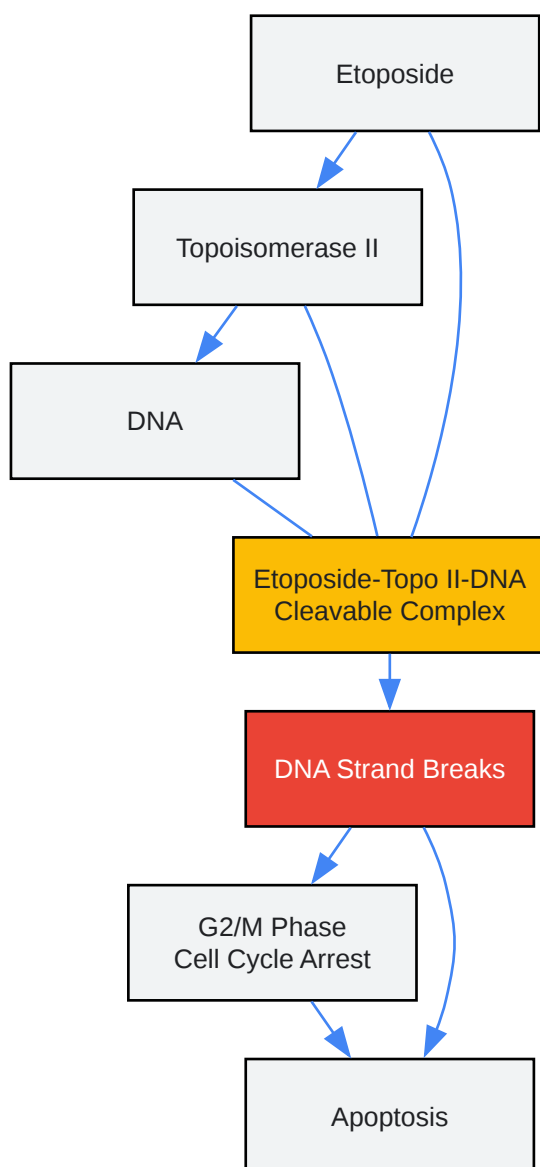 Etoposide
Topoisomerase II
DNA
Etoposide-Topo II-DNA
Cleavable Complex
DNA Strand Breaks
G2/M Phase
Cell Cycle Arrest
Apoptosis